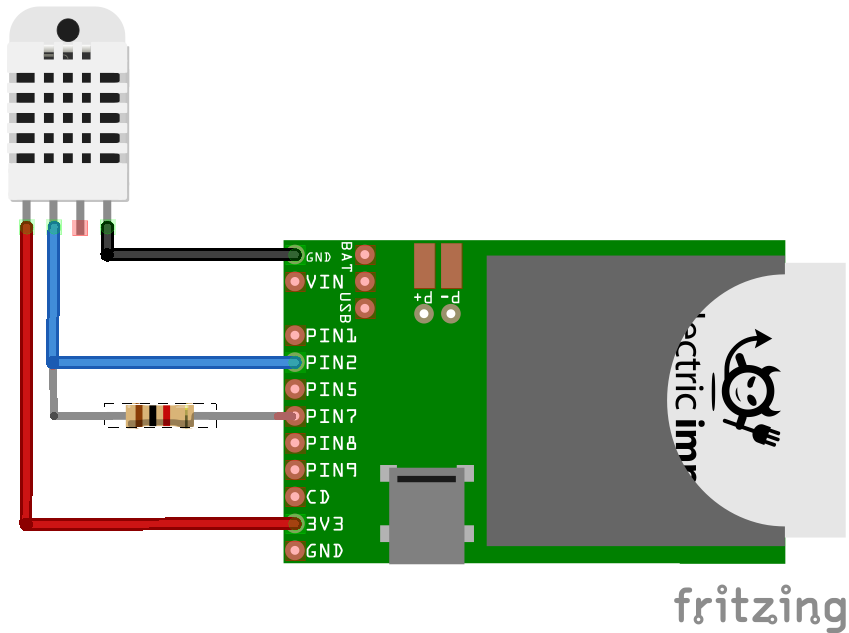 GND
BAT
VIN
USB
P+
P-
PIN1
PIN2
PIN5
PIN7
PIN8
PIN9
CD
3V3
GND
lectric imp
fritzing